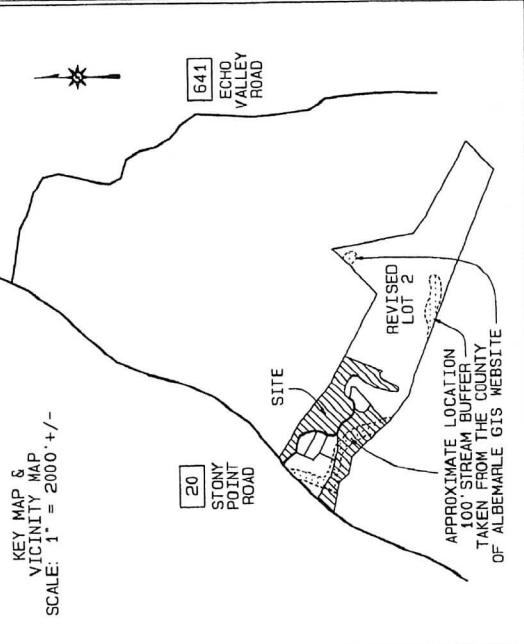 KEY MAP &
VICINITY MAP
SCALE: 1" = 2000'+/-
641
ECHO
VALLEY
ROAD
20
STONY
POINT
ROAD
SITE
REVISED
LOT 2
APPROXIMATE LOCATION
100' STREAM BUFFER
TAKEN FROM THE COUNTY
OF ALBEMARLE GIS WEBSITE